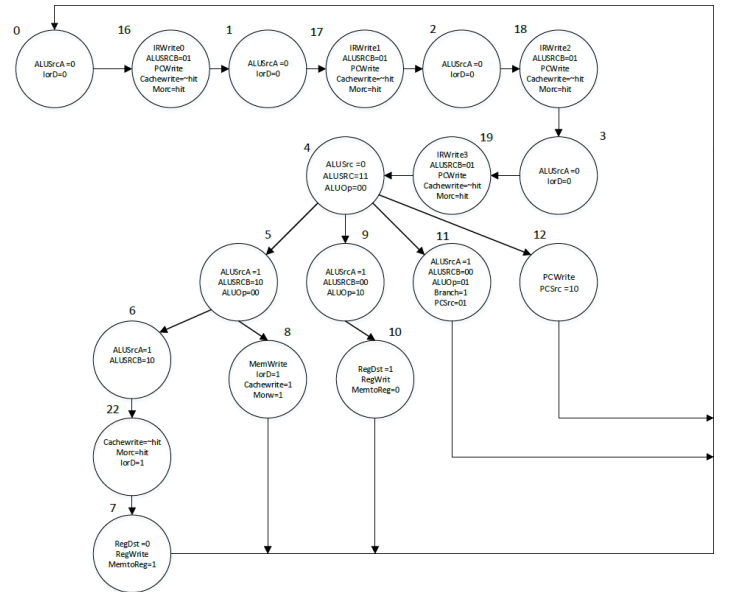 0
ALUSrcA =0
IorD=0
16
IRWrite0
ALUSRCB=01
PCWrite
Cachewrite=~hit
Morc=hit
1
ALUSrcA =0
IorD=0
17
IRWrite1
ALUSRCB=01
PCWrite
Cachewrite=~hit
Morc=hit
2
ALUSrcA =0
IorD=0
18
IRWrite2
ALUSRCB=01
PCWrite
Cachewrite=~hit
Morc=hit
3
ALUSrcA =0
IorD=0
19
IRWrite3
ALUSRCB=01
PCWrite
Cachewrite=~hit
Morc=hit
4
ALUSrc =0
ALUSRC=11
ALUOp=00
5
ALUSrcA =1
ALUSRCB=10
ALUOp=00
9
ALUSrcA =1
ALUSRCB=00
ALUOp=10
11
ALUSrcA =1
ALUSRCB=00
ALUOp=01
Branch=1
PCSrc=01
12
PCWrite
PCSrc =10
6
ALUSrcA=1
ALUSRCB=10
8
MemWrite
IorD=1
Cachewrite=1
Morw=1
10
RegDst =1
RegWrit
MemtoReg=0
22
Cachewrite=~hit
Morc=hit
IorD=1
7
RegDst =0
RegWrite
MemtoReg=1